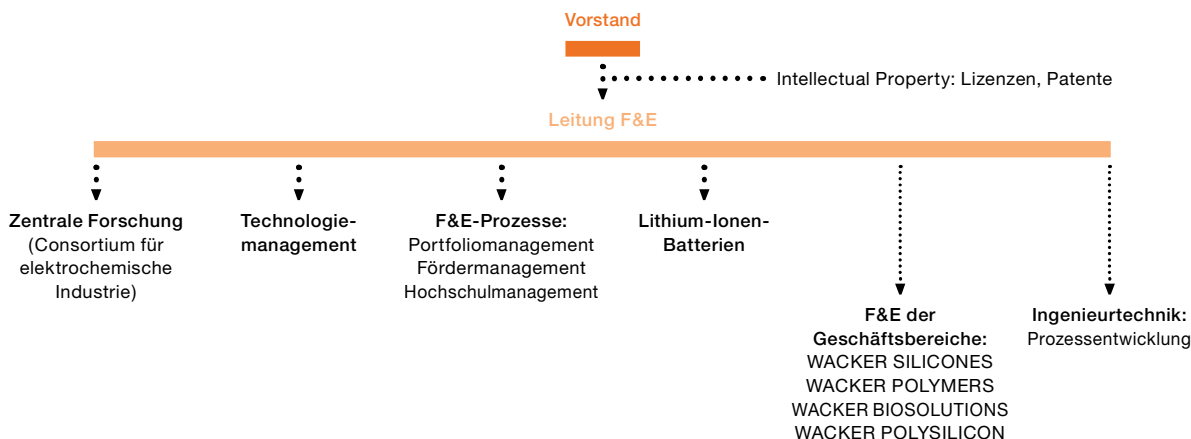 Vorstand
Intellectual Property: Lizenzen, Patente
Leitung F&E
Zentrale Forschung
(Consortium für
elektrochemische
Industrie)
Technologie-
management
F&E-Prozesse:
Portfoliomanagement
Fördermanagement
Hochschulmanagement
Lithium-Ionen-
Batterien
F&E der
Geschäftsbereiche:
WACKER SILICONES
WACKER POLYMERS
WACKER BIOSOLUTIONS
WACKER POLYSILICON
Ingenieurtechnik:
Prozessentwicklung